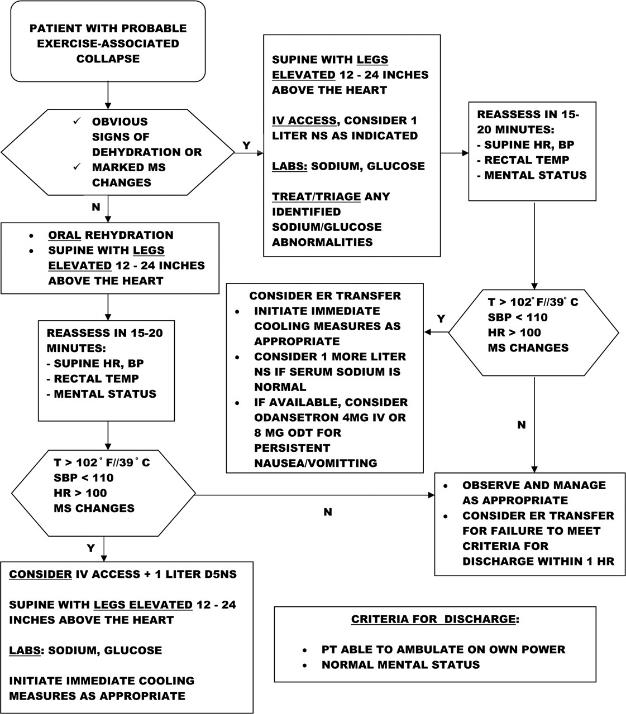 PATIENT WITH PROBABLE
EXERCISE-ASSOCIATED
COLLAPSE
✓ OBVIOUS
SIGNS OF
DEHYDRATION OR
✓ MARKED MS
CHANGES
Y
N
SUPINE WITH LEGS
ELEVATED 12 - 24 INCHES
ABOVE THE HEART
IV ACCESS, CONSIDER 1
LITER NS AS INDICATED
LABS: SODIUM, GLUCOSE
TREAT/TRIAGE ANY
IDENTIFIED
SODIUM/GLUCOSE
ABNORMALITIES
REASSESS IN 15-
20 MINUTES:
- SUPINE HR, BP
- RECTAL TEMP
- MENTAL STATUS
• ORAL REHYDRATION
• SUPINE WITH LEGS
ELEVATED 12 - 24 INCHES
ABOVE THE HEART
REASSESS IN 15-20
MINUTES:
- SUPINE HR, BP
- RECTAL TEMP
- MENTAL STATUS
CONSIDER ER TRANSFER
• INITIATE IMMEDIATE
COOLING MEASURES AS
APPROPRIATE
• CONSIDER 1 MORE LITER
NS IF SERUM SODIUM IS
NORMAL
• IF AVAILABLE, CONSIDER
ODANSETRON 4MG IV OR
8 MG ODT FOR
PERSISTENT
NAUSEA/VOMITTING
Y
T > 102°F//39°C
SBP < 110
HR > 100
MS CHANGES
N
T > 102°F//39°C
SBP < 110
HR > 100
MS CHANGES
N
Y
• OBSERVE AND MANAGE
AS APPROPRIATE
• CONSIDER ER TRANSFER
FOR FAILURE TO MEET
CRITERIA FOR
DISCHARGE WITHIN 1 HR
CONSIDER IV ACCESS + 1 LITER D5NS
SUPINE WITH LEGS ELEVATED 12 - 24
INCHES ABOVE THE HEART
LABS: SODIUM, GLUCOSE
INITIATE IMMEDIATE COOLING
MEASURES AS APPROPRIATE
CRITERIA FOR DISCHARGE:
• PT ABLE TO AMBULATE ON OWN POWER
• NORMAL MENTAL STATUS